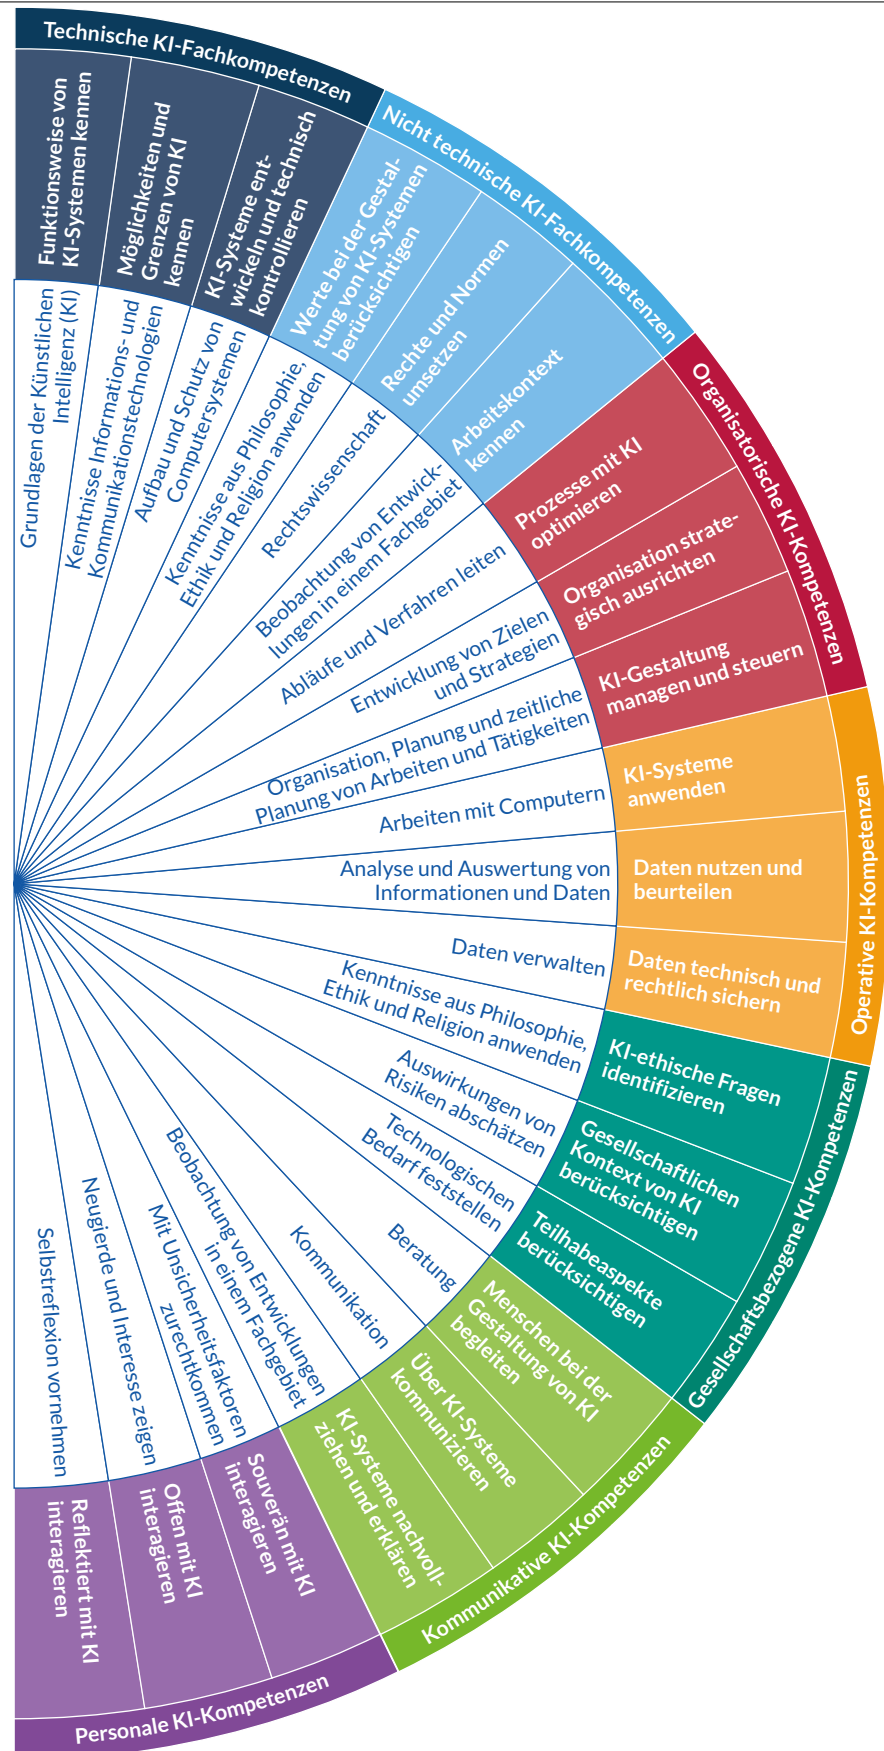 Technische KI-Fachkompetenzen
Funktionsweise von
KI-Systemen kennen
Möglichkeiten und
Grenzen von KI
kennen
KI-Systeme ent-
wickeln und technisch
kontrollieren
Nicht technische KI-Fachkompetenzen
Werte bei der Gestal-
tung von KI-Systemen
berücksichtigen
Rechte und Normen
umsetzen
Arbeitskontext
kennen
Organisatorische KI-Kompetenzen
Prozesse mit KI
optimieren
Organisation strate-
gisch ausrichten
KI-Gestaltung
managen und steuern
Operative KI-Kompetenzen
KI-Systeme
anwenden
Daten nutzen und
beurteilen
Daten technisch und
rechtlich sichern
Gesellschaftsbezogene KI-Kompetenzen
KI-ethische Fragen
identifizieren
Gesellschaftlichen
Kontext von KI
berücksichtigen
Teilhabeaspekte
berücksichtigen
Kommunikative KI-Kompetenzen
Menschen bei der
Gestaltung von KI
begleiten
Über KI-Systeme
kommunizieren
KI-Systeme nachvoll-
ziehen und erklären
Personale KI-Kompetenzen
Souverän mit KI
interagieren
Offen mit KI
interagieren
Reflektiert mit KI
interagieren
Grundlagen der Künstlichen
Intelligenz (KI)
Kenntnisse Informations- und
Kommunikationstechnologien
Aufbau und Schutz von
Computersystemen
Kenntnisse aus Philosophie,
Ethik und Religion anwenden
Rechtswissenschaft
Beobachtung von Entwick-
lungen in einem Fachgebiet
Abläufe und Verfahren leiten
Entwicklung von Zielen
und Strategien
Organisation, Planung und zeitliche
Planung von Arbeiten und Tätigkeiten
Arbeiten mit Computern
Analyse und Auswertung von
Informationen und Daten
Daten verwalten
Kenntnisse aus Philosophie,
Ethik und Religion anwenden
Auswirkungen von
Risiken abschätzen
Technologischen
Bedarf feststellen
Beratung
Kommunikation
Beobachtung von Entwicklungen
in einem Fachgebiet
Mit Unsicherheitsfaktoren
zurechtkommen
Neugierde und Interesse zeigen
Selbstreflexion vornehmen